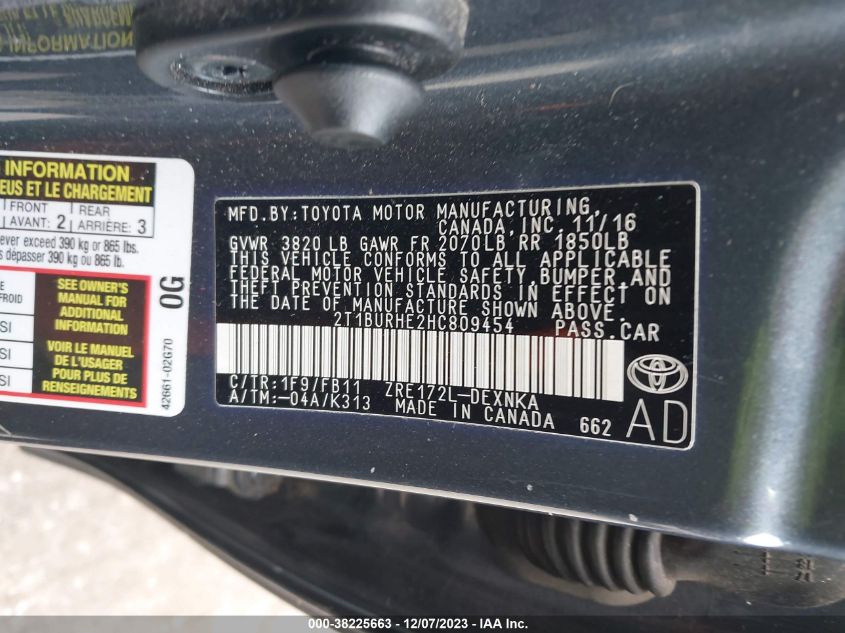 INFORMATION
EUS ET LE CHARGEMENT
FRONT REAR
AVANT: 2 ARRIÈRE: 3
ever exceed 390 kg or 865 lbs.
s dépasser 390 kg ou 865 lb.
FROID
SEE OWNER'S
MANUAL FOR
ADDITIONAL
INFORMATION
VOIR LE MANUEL
DE L'USAGER
POUR PLUS DE
RENSEIGNEMENTS
SI
SI
0G
42661-02G70
MFD. BY: TOYOTA MOTOR MANUFACTURING,
CANADA, INC. 11/16
GVWR 3820 LB GAWR FR 2070LB, RR 1850LB
THIS VEHICLE CONFORMS TO ALL APPLICABLE
FEDERAL MOTOR VEHICLE SAFETY, BUMPER, AND
THEFT PREVENTION STANDARDS IN EFFECT ON
THE DATE OF MANUFACTURE SHOWN ABOVE.
2T1BURHE2HC809454 PASS.CAR
C/TR: 1F9/FB11 ZRE172L-DEXNKA
A/TM: -04A/K313 MADE IN CANADA 662
AD
000-38225663 - 12/07/2023 - IAA Inc.